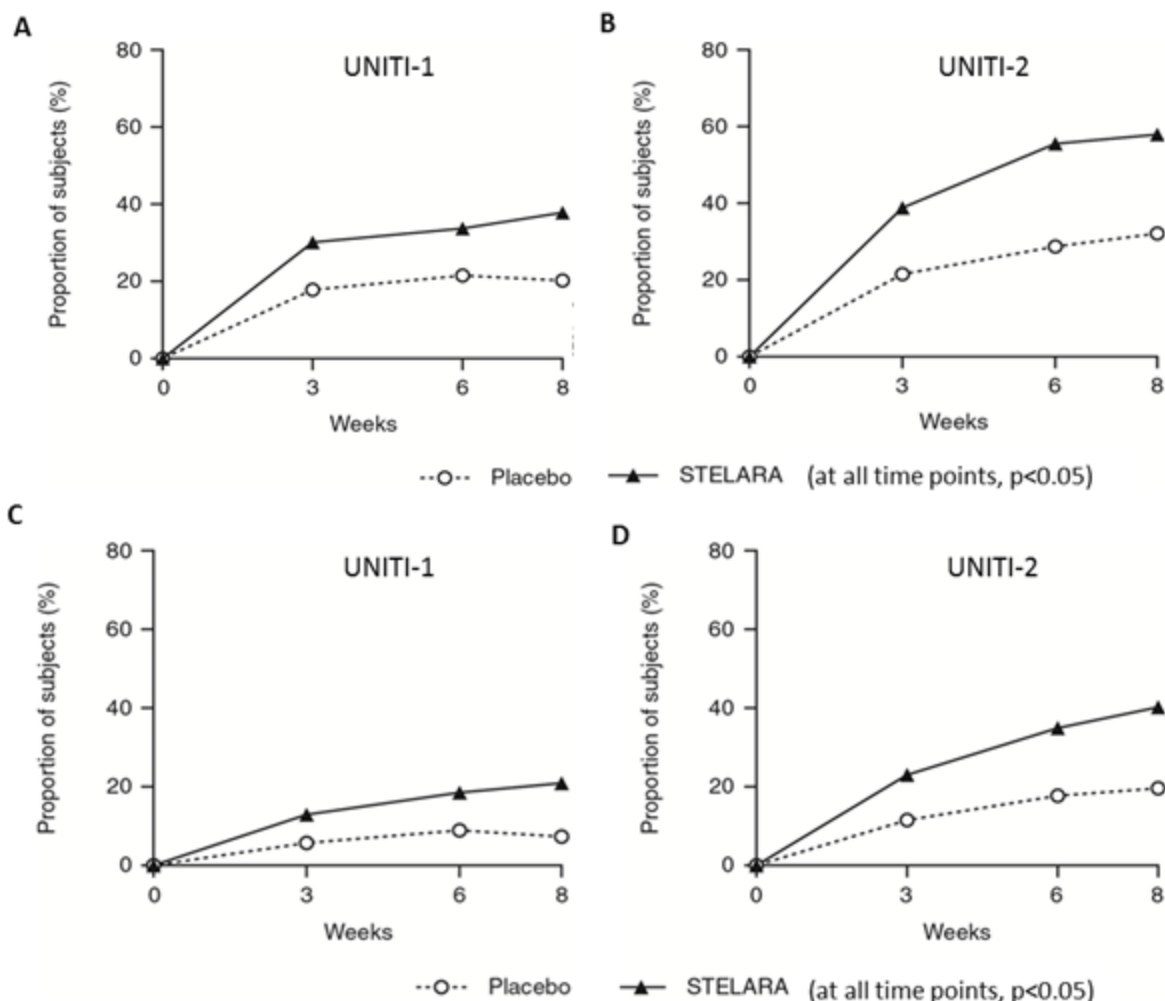 A
UNITI-1
Proportion of subjects (%)
80
60
40
20
0
0 3 6 8
Weeks
B
UNITI-2
Proportion of subjects (%)
80
60
40
20
0
0 3 6 8
Weeks
Placebo STELARA (at all time points, p<0.05)
C
UNITI-1
Proportion of subjects (%)
80
60
40
20
0
0 3 6 8
Weeks
D
UNITI-2
Proportion of subjects (%)
80
60
40
20
0
0 3 6 8
Weeks
Placebo STELARA (at all time points, p<0.05)